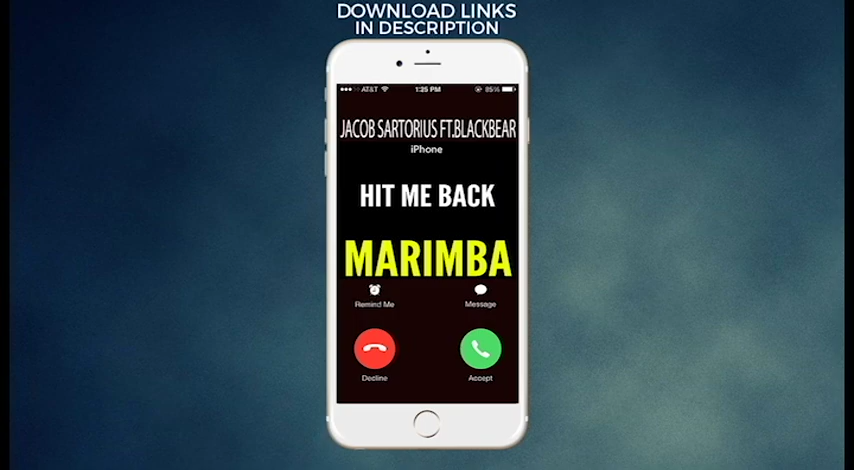 DOWNLOAD LINKS
IN DESCRIPTION
AT&T 1:25 PM 85%
JACOB SARTORIUS FT.BLACKBEAR
iPhone
HIT ME BACK
MARIMBA
Remind Me Message
Decline Accept